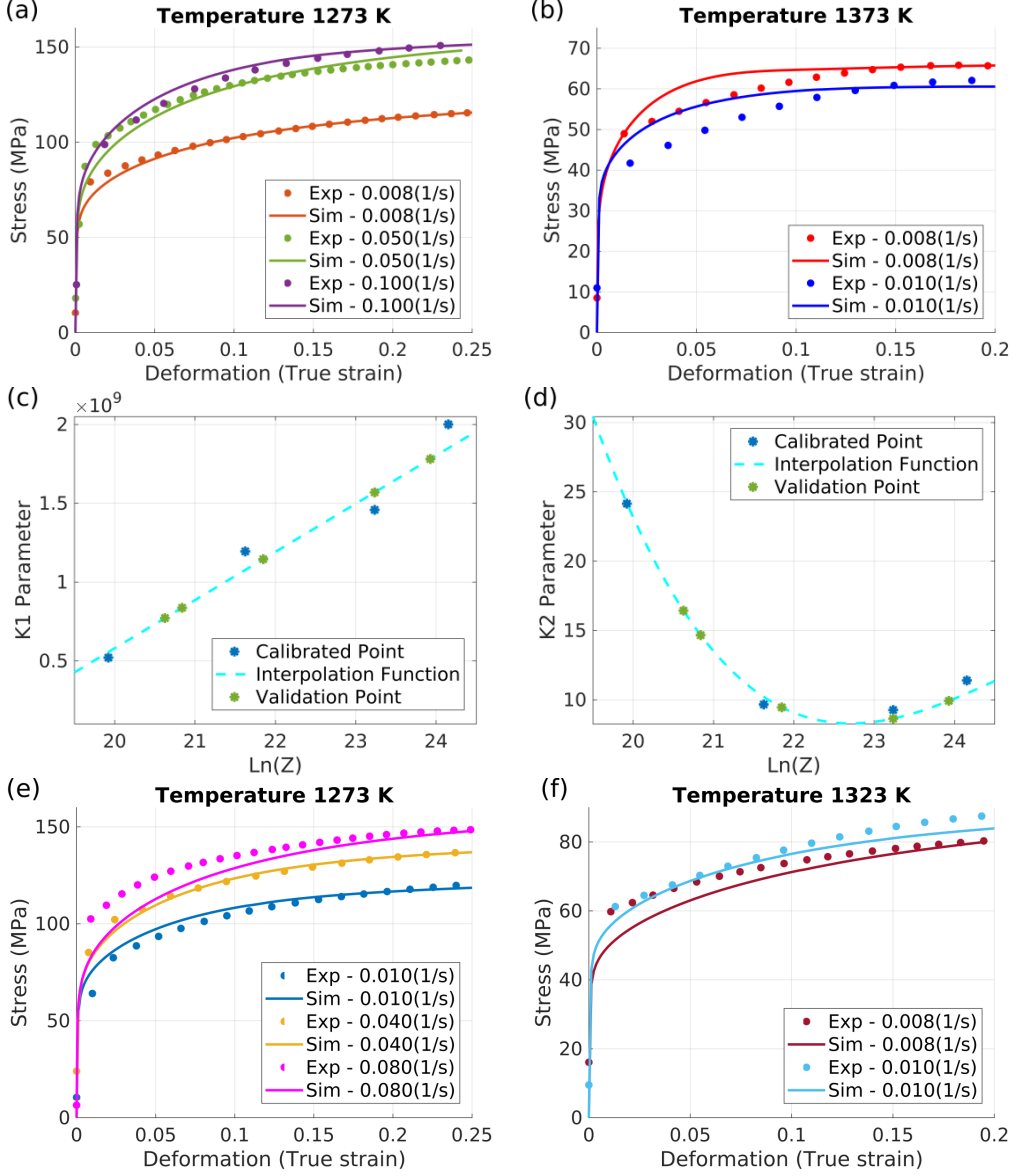 (a)
Temperature 1273 K
150
100
50
0
0
0.05
0.1
0.15
0.2
0.25
Stress (MPa)
Deformation (True strain)
Exp - 0.008(1/s)
Sim - 0.008(1/s)
Exp - 0.050(1/s)
Sim - 0.050(1/s)
Exp - 0.100(1/s)
Sim - 0.100(1/s)
(b)
Temperature 1373 K
70
60
50
40
30
20
10
0
0
0.05
0.1
0.15
0.2
Stress (MPa)
Deformation (True strain)
Exp - 0.008(1/s)
Sim - 0.008(1/s)
Exp - 0.010(1/s)
Sim - 0.010(1/s)
(c)
×10⁹
2
1.5
1
0.5
20
21
22
23
24
K1 Parameter
Ln(Z)
Calibrated Point
Interpolation Function
Validation Point
(d)
30
25
20
15
10
20
21
22
23
24
K2 Parameter
Ln(Z)
Calibrated Point
Interpolation Function
Validation Point
(e)
Temperature 1273 K
150
100
50
0
0
0.05
0.1
0.15
0.2
0.25
Stress (MPa)
Deformation (True strain)
Exp - 0.010(1/s)
Sim - 0.010(1/s)
Exp - 0.040(1/s)
Sim - 0.040(1/s)
Exp - 0.080(1/s)
Sim - 0.080(1/s)
(f)
Temperature 1323 K
80
60
40
20
0
0
0.05
0.1
0.15
0.2
Stress (MPa)
Deformation (True strain)
Exp - 0.008(1/s)
Sim - 0.008(1/s)
Exp - 0.010(1/s)
Sim - 0.010(1/s)